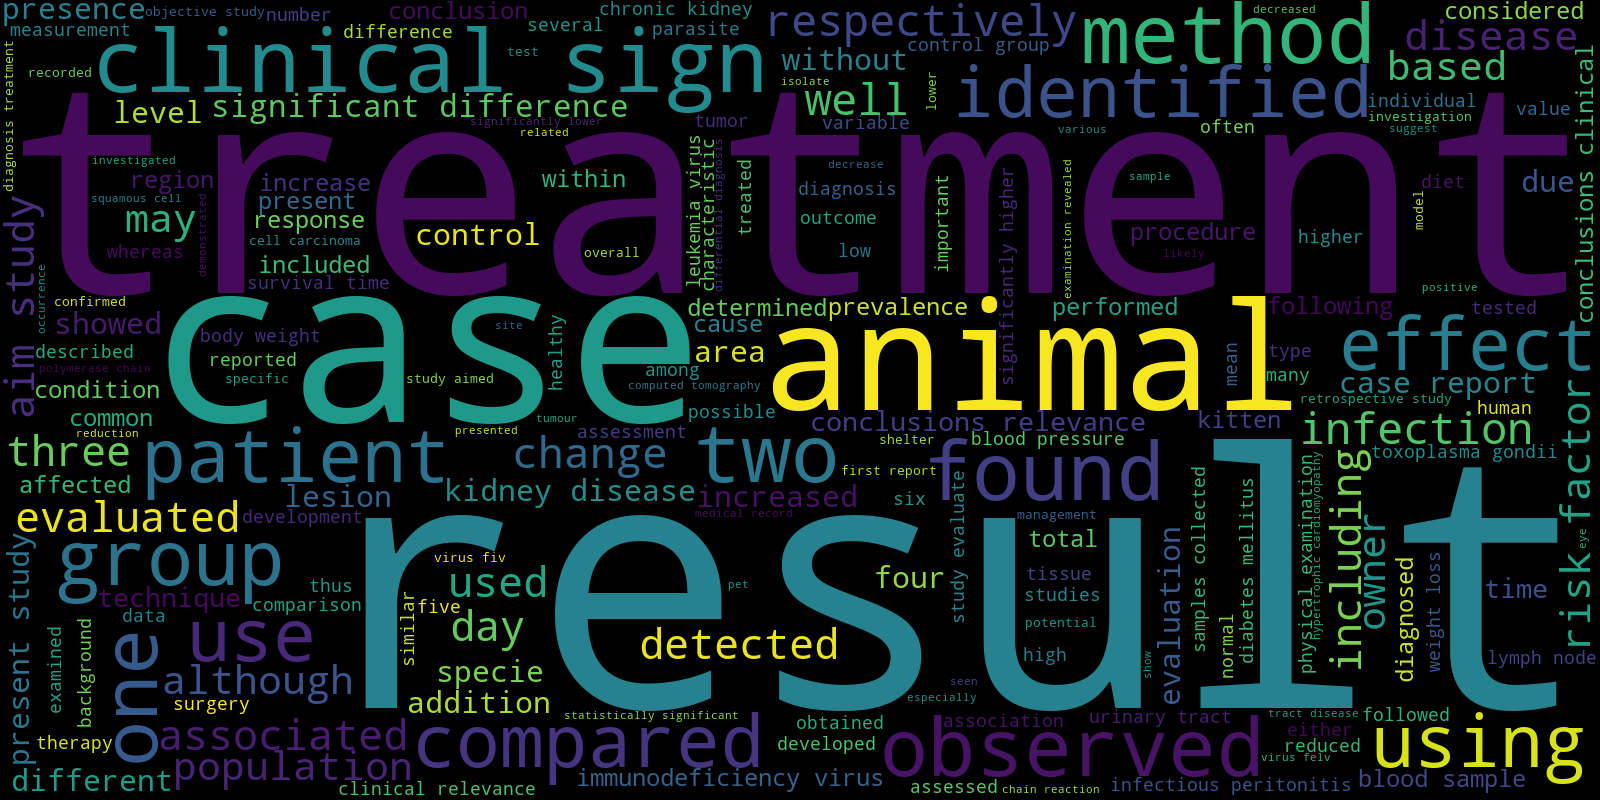 presence
objective study
number
conclusion
chronic kidney
respectively
decreased
considered
measurement
clinical sign
difference
several
parasite
test
control group
method
disease
recorded
without
based
diagnosis treatment
level
significant difference
significantly lower
related
tumor
isolate
well
variable
lower
identified
individual
investigation
suggest
value
various
often
treatment
investigated
region
squamous cell
may
whereas
demonstrated
increase
present
response
cell carcinoma
included
survival time
control
within
overall
leukemia virus
characteristic
differential diagnosis
treated
decrease
diagnosis
outcome
low
important
significantly higher
examination revealed
sample
procedure
likely
higher
model
diet
due
positive
conclusions clinical
aim study
occurrence
confirmed
showed
described
polymerase chain
condition
common
reduction
body weight
reported
specific
case
site
study aimed
healthy
tumour
presented
determined
prevalence
cause
area
among
computed tomography
possible
animal
performed
following
tested
mean
type
many
effect
case report
retrospective study
human
conclusions relevance
kitten
infection
factor
three
affected
patient
lesion
assessment
change
two
shelter
blood pressure
first report
found
six
toxoplasma gondii
kidney disease
increased
medical record
evaluated
development
group
technique
thus
comparison
data
virus fiv
used
similar
five
day
pet
four
detected
result
study evaluate
management
total
tissue
studies
potential
high
seen
especially
show
evaluation
samples collected
normal
diabetes mellitus
physical examination
hypertrophic cardiomyopathy
including
owner
diagnosed
weight loss
time
eye
risk
lymph node
present study
examined
background
one
use
although
surgery
specie
addition
statistically significant
therapy
associated
different
population
clinical relevance
compared
immunodeficiency virus
obtained
developed
observed
association
urinary tract
tract disease
followed
either
reduced
virus felv
using
assessed
chain reaction
infectious peritonitis
blood sample